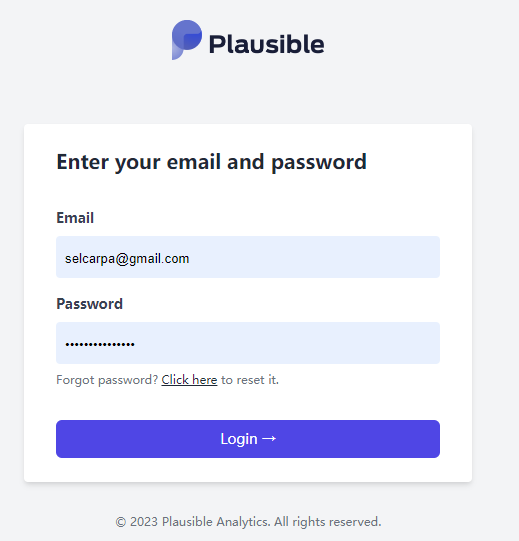 Plausible
Enter your email and password
Email
selcarpa@gmail.com
Password
•••••••••••••••
Forgot password? Click here to reset it.
Login →
© 2023 Plausible Analytics. All rights reserved.